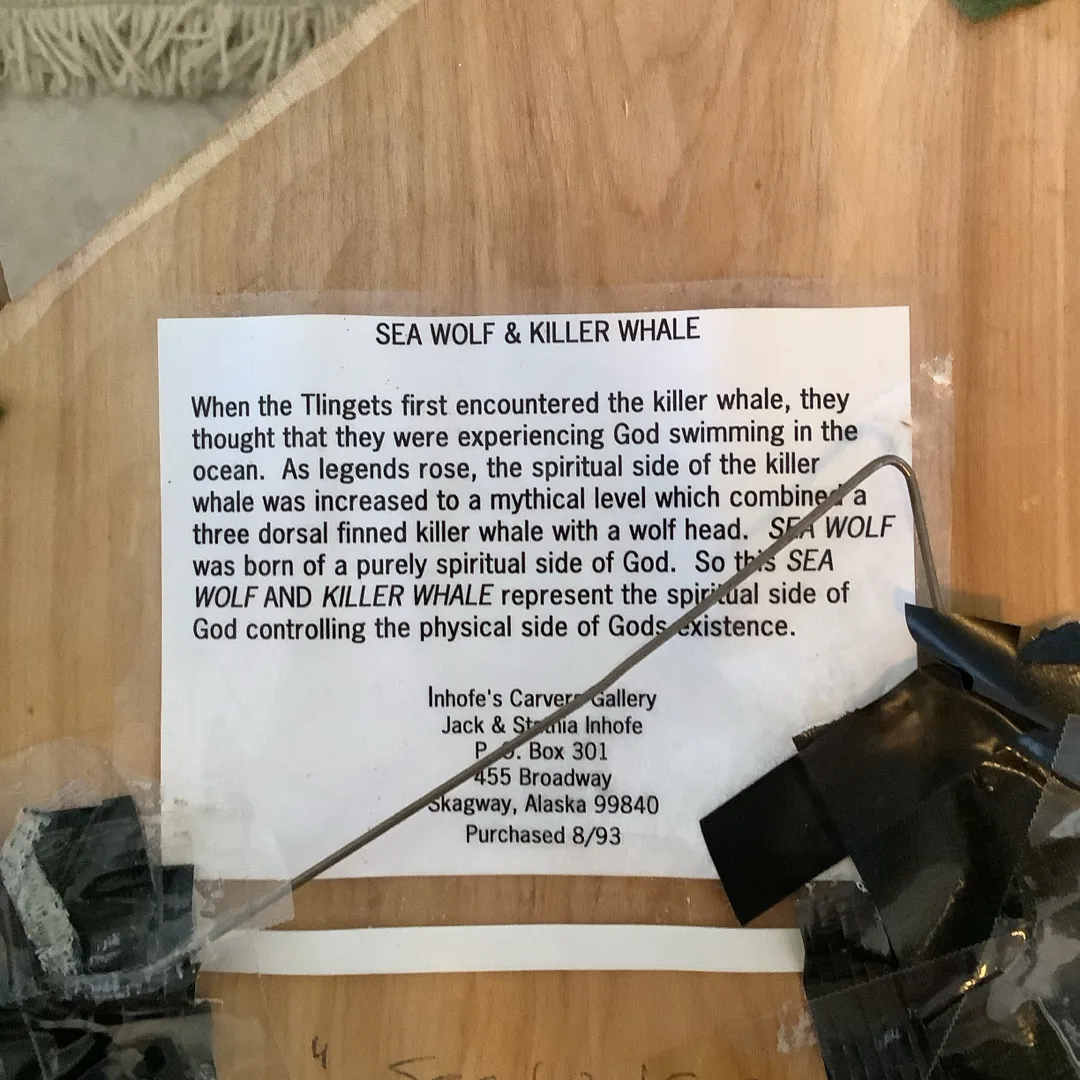 SEA WOLF & KILLER WHALE
When the Tlingets first encountered the killer whale, they
thought that they were experiencing God swimming in the
ocean. As legends rose, the spiritual side of the killer
whale was increased to a mythical level which combined a
three dorsal finned killer whale with a wolf head. SEA WOLF
was born of a purely spiritual side of God. So this SEA
WOLF AND KILLER WHALE represent the spiritual side of
God controlling the physical side of Gods existence.
Inhofe's Carvers Gallery
Jack & Inhofe
P.O. Box 301
455 Broadway
Skagway, Alaska 99840
Purchased 8/93